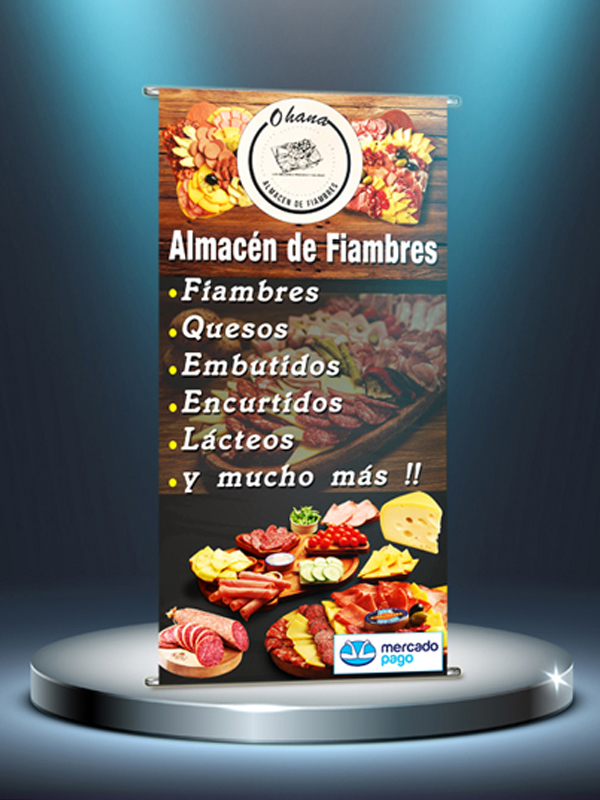 Ohana
ALMACEN DE FIAMBRES
Almacén de Fiambres
•Fiambres
•Quesos
•Embutidos
•Encurtidos
•Lácteos
•y mucho más !!
mercado
pago